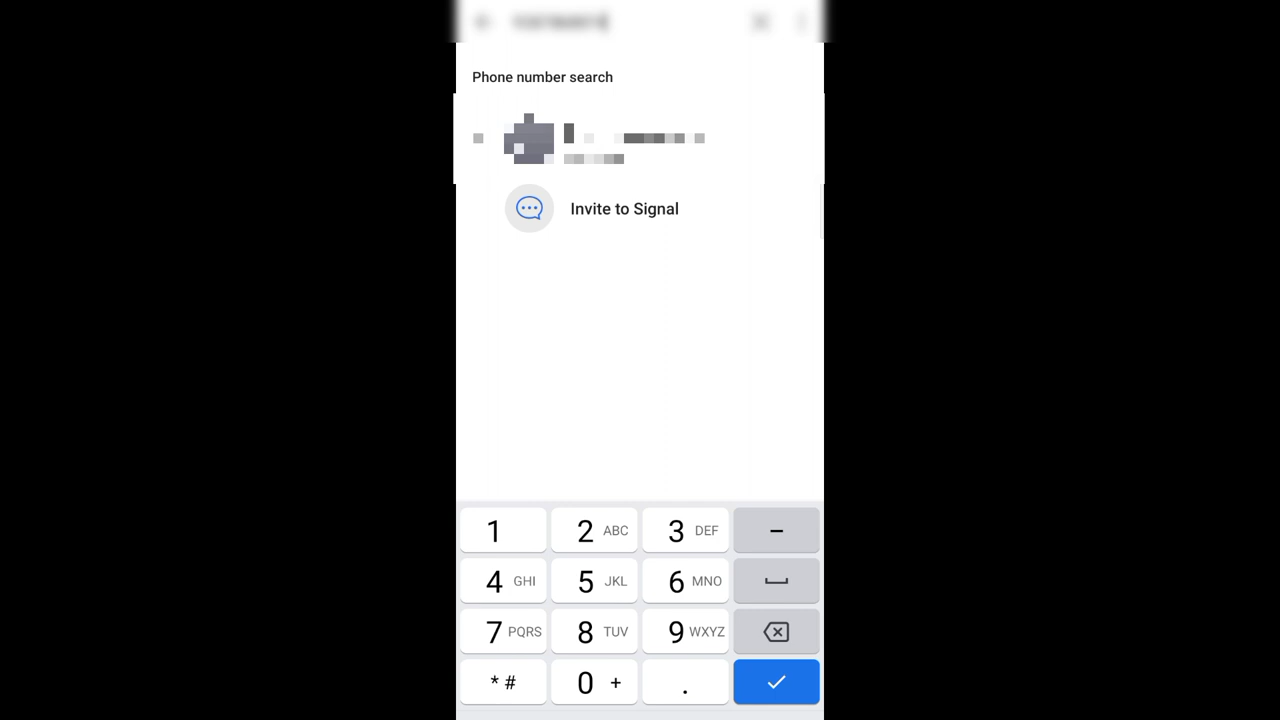 Phone number search
Invite to Signal
1 2 ABC 3 DEF -
4 GHI 5 JKL 6 MNO
7 PQRS 8 TUV 9 WXYZ
* # 0 + .